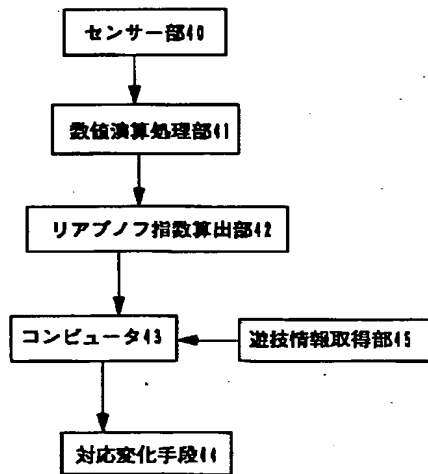 センサー部40
数値演算処理部41
リアプノフ指数算出部42
コンピュータ43
遊技情報取得部45
対応変化手段44